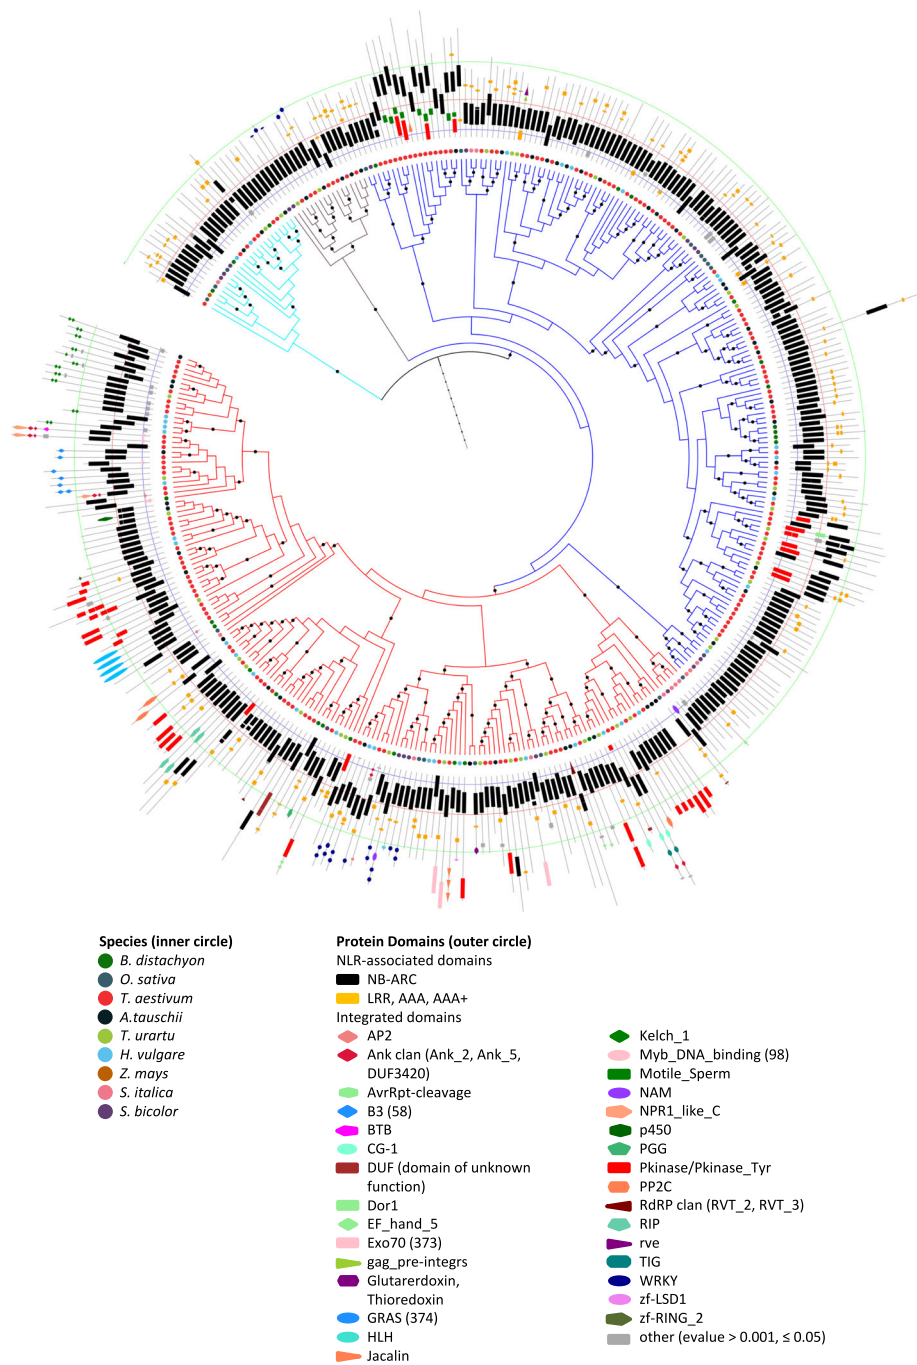 Species (inner circle)
B. distachyon
O. sativa
T. aestivum
A.tauschii
T. urartu
H. vulgare
Z. mays
S. italica
S. bicolor
Protein Domains (outer circle)
NLR-associated domains
NB-ARC
LRR, AAA, AAA+
Integrated domains
AP2
Ank clan (Ank_2, Ank_5,
DUF3420)
AvrRpt-cleavage
B3 (58)
BTB
CG-1
DUF (domain of unknown
function)
Dor1
EF_hand_5
Exo70 (373)
gag_pre-integrs
Glutarerdoxin,
Thioredoxin
GRAS (374)
HLH
Jacalin
Kelch_1
Myb_DNA_binding (98)
Motile_Sperm
NAM
NPR1_like_C
p450
PGG
Pkinase/Pkinase_Tyr
PP2C
RdRP clan (RVT_2, RVT_3)
RIP
rve
TIG
WRKY
zf-LSD1
zf-RING_2
other (evalue > 0.001, ≤ 0.05)